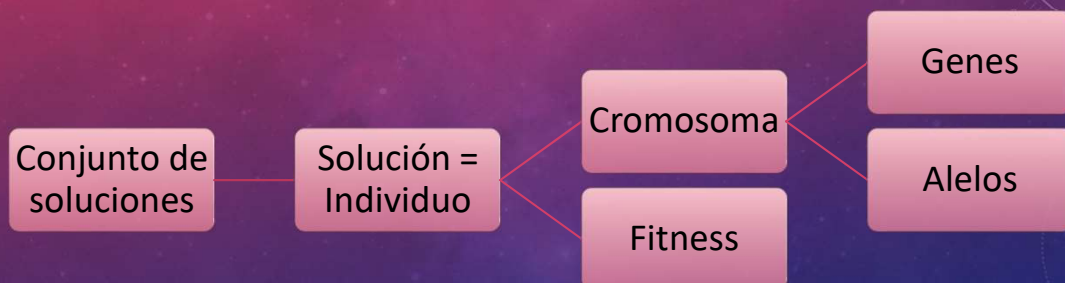 Conjunto de
soluciones
Solución =
Individuo
Cromosoma
Fitness
Genes
Alelos